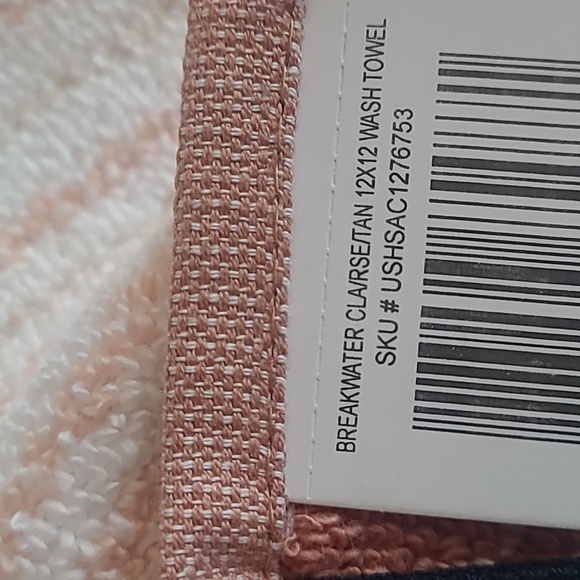 BREAKWATER CLA/RSE/TAN 12X12 WASH TOWEL
SKU # USHSAC1276753